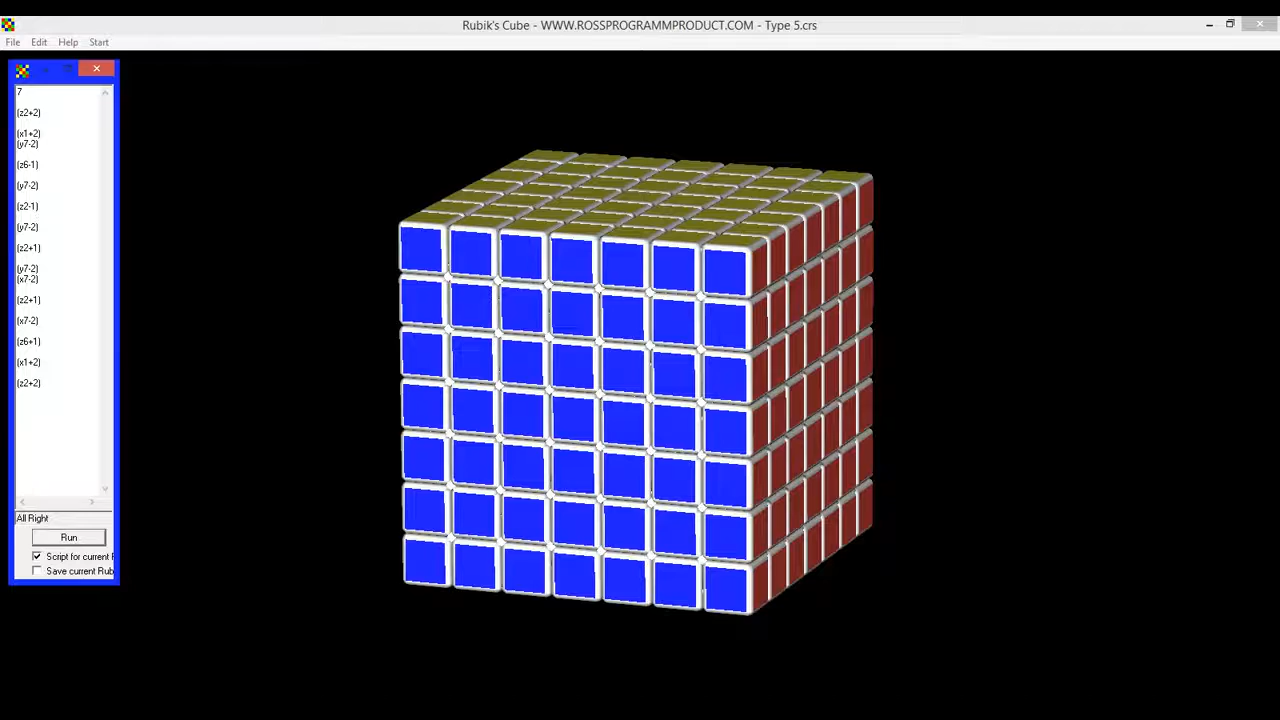 Rubik's Cube - WWW.ROSSPROGRAMMPRODUCT.COM - Type 5.crs
File Edit Help Start
7
(z2+2)
(x1+2)
(y7-2)
(z6-1)
(y7-2)
(z2-1)
(y7-2)
(z2+1)
(y7-2)
(x7-2)
(z2+1)
(x7-2)
(z6+1)
(x1+2)
(z2+2)
All Right
Run
Script for current F
Save current Rub